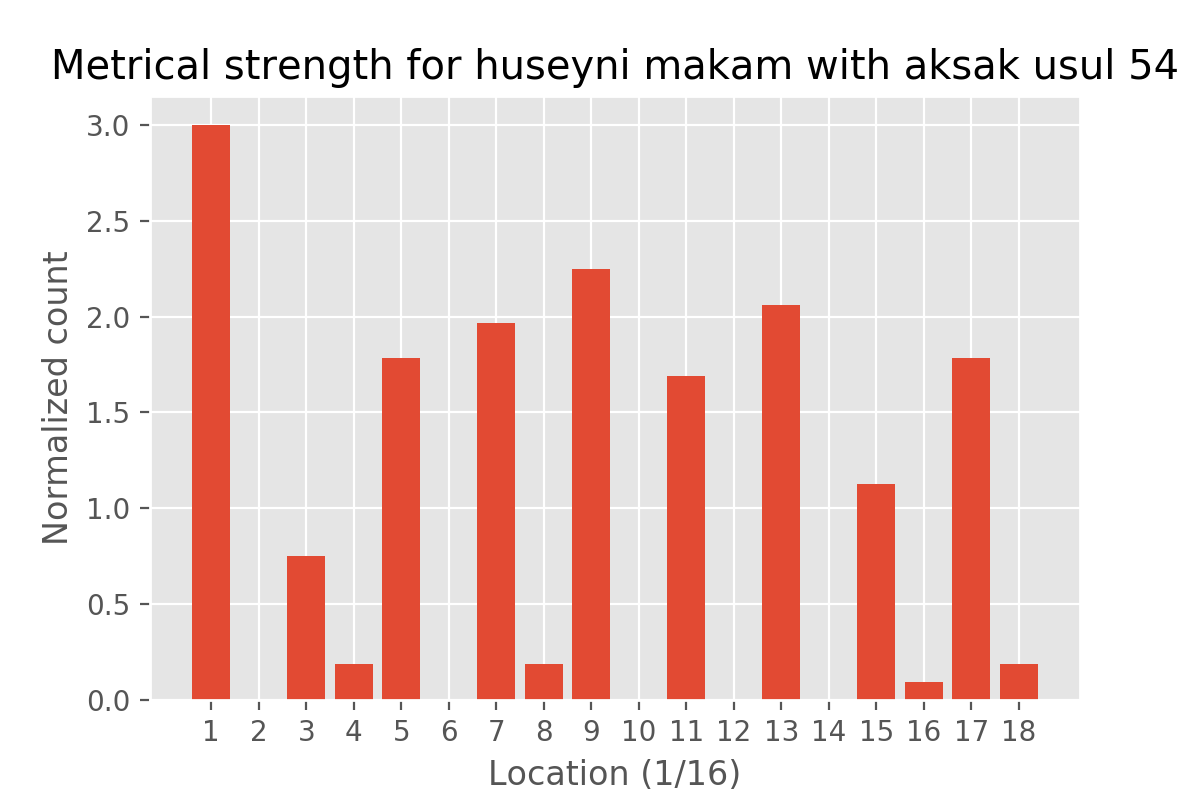 Metrical strength for huseyni makam with aksak usul 54
3.0
2.5
2.0
1.5
1.0
0.5
0.0
Normalized count
1 2 3 4 5 6 7 8 9 10 11 12 13 14 15 16 17 18
Location (1/16)